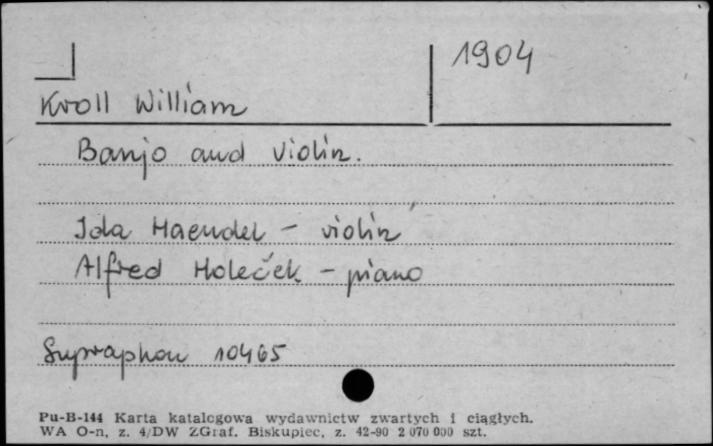 1904
Kroll William
Banjo and violin.
Ida Haendel - violin
Alfred Holeček - piano
Supraphon 10465
Pu-B-144 Karta katalogowa wydawnictw zwartych i ciągłych.
WA O-n, z. 4/DW ZGraf. Biskupiec, z. 42-90 2 070 000 szt.